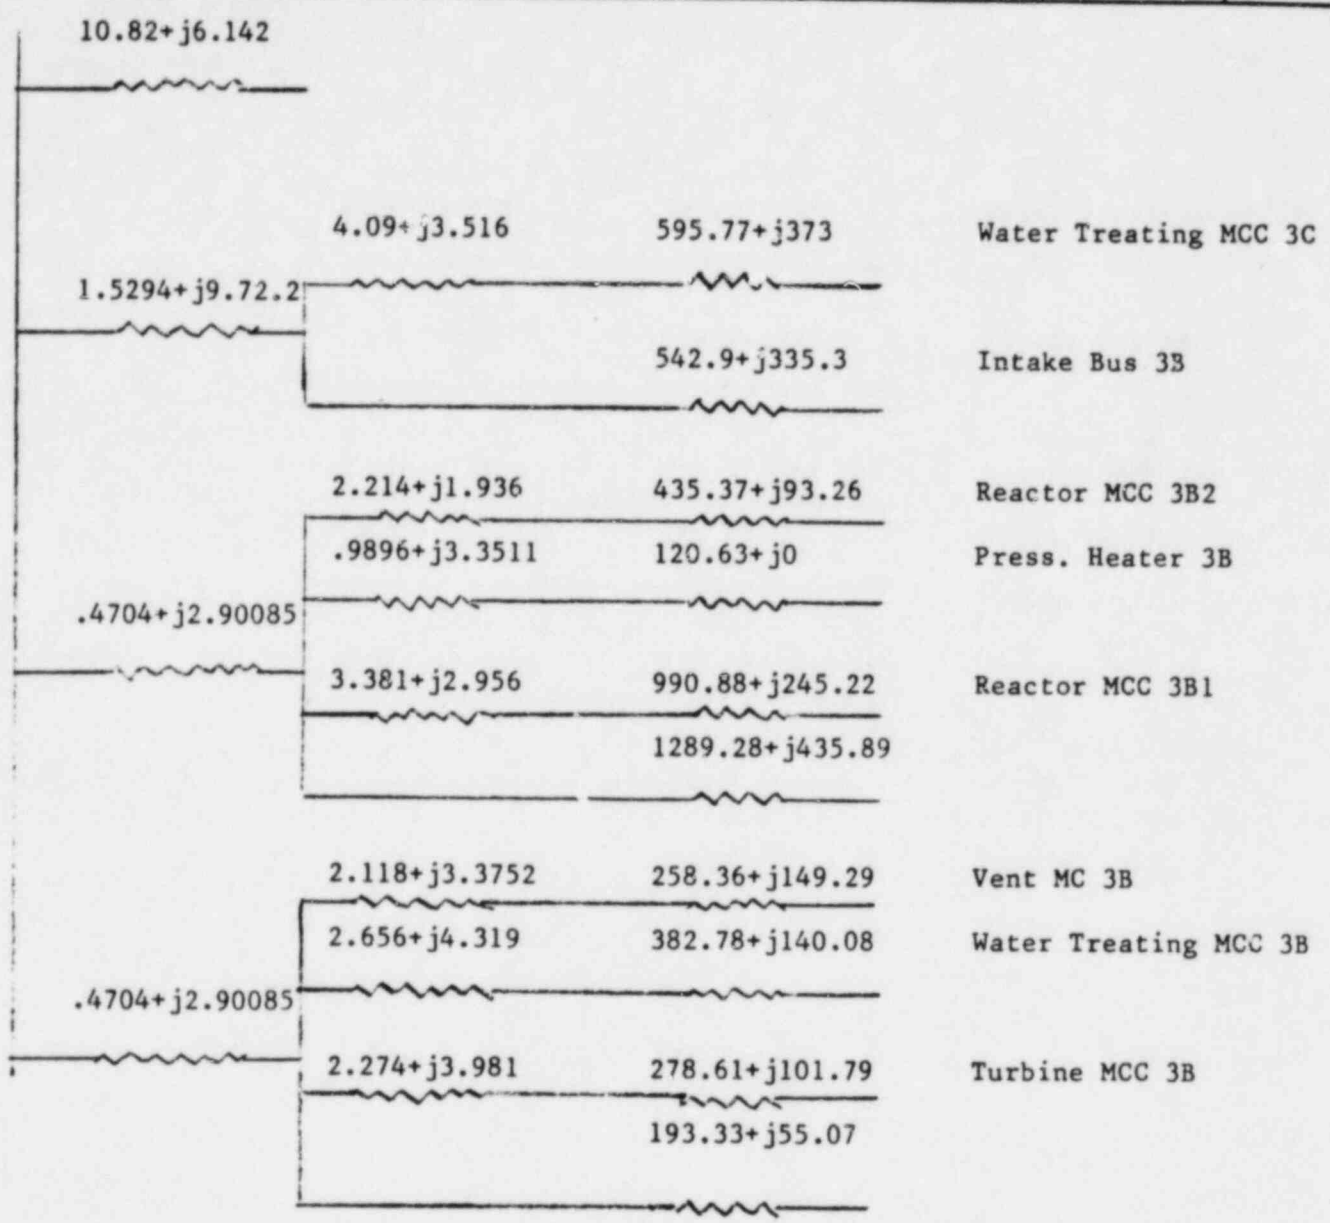 10.82+j6.142
4.09+j3.516 595.77+j373 Water Treating MCC 3C
1.5294+j9.72.2
542.9+j335.3 Intake Bus 3B
2.214+j1.936 435.37+j93.26 Reactor MCC 3B2
.9896+j3.3511 120.63+j0 Press. Heater 3B
.4704+j2.90085
3.381+j2.956 990.88+j245.22 Reactor MCC 3B1
1289.28+j435.89
2.118+j3.3752 258.36+j149.29 Vent MC 3B
2.656+j4.319 382.78+j140.08 Water Treating MCC 3B
.4704+j2.90085
2.274+j3.981 278.61+j101.79 Turbine MCC 3B
193.33+j55.07